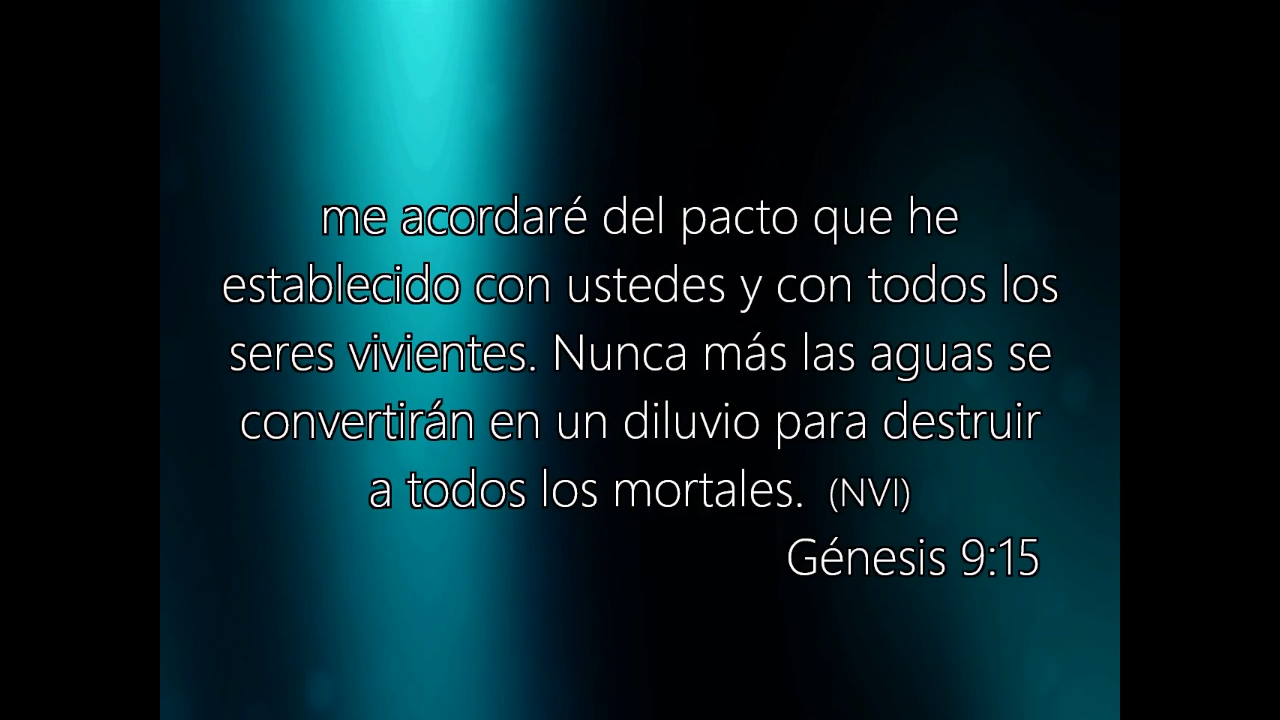 me acordaré del pacto que he
establecido con ustedes y con todos los
seres vivientes. Nunca más las aguas se
convertirán en un diluvio para destruir
a todos los mortales. (NVI)
Génesis 9:15